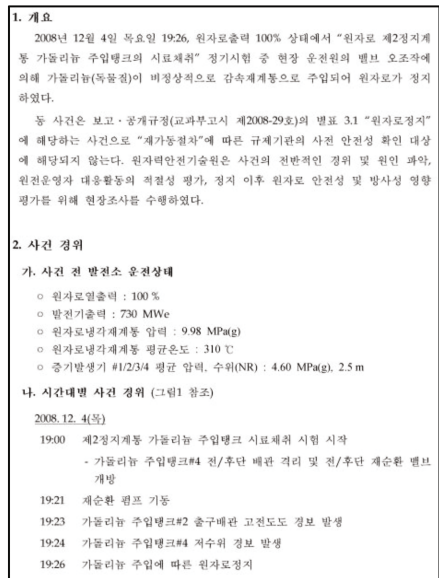 1. 개요
2008년 12월 4일 목요일 19:26, 원자로출력 100% 상태에서 “원자로 제2정지계
통 가돌리늄 주입탱크의 시료채취” 정기시험 중 현장 운전원의 밸브 오조작에
의해 가돌리늄(독물질)이 비정상적으로 감속재계통으로 주입되어 원자로가 정지
하였다.
동 사건은 보고·공개규정(교과부고시 제2008-29호)의 별표 3.1 “원자로정지”
에 해당하는 사건으로 “재가동절차”에 따른 규제기관의 사전 안전성 확인 대상
에 해당되지 않는다. 원자력안전기술원은 사건의 전반적인 경위 및 원인 파악,
원전운영자 대응활동의 적절성 평가, 정지 이후 원자로 안전성 및 방사성 영향
평가를 위해 현장조사를 수행하였다.
2. 사건 경위
가. 사건 전 발전소 운전상태
○ 원자로열출력 : 100 %
○ 발전기출력 : 730 MWe
○ 원자로냉각재계통 압력 : 9.98 MPa(g)
○ 원자로냉각재계통 평균온도 : 310 ℃
○ 증기발생기 #1/2/3/4 평균 압력, 수위(NR) : 4.60 MPa(g), 2.5 m
나. 시간대별 사건 경위 (그림1 참조)
2008. 12. 4(목)
19:00 제2정지계통 가돌리늄 주입탱크 시료채취 시험 시작
- 가돌리늄 주입탱크#4 전/후단 배관 격리 및 전/후단 재순환 밸브
개방
19:21 재순환 펌프 기동
19:23 가돌리늄 주입탱크#2 출구배관 고전도도 경보 발생
19:24 가돌리늄 주입탱크#4 저수위 경보 발생
19:26 가돌리늄 주입에 따른 원자로정지